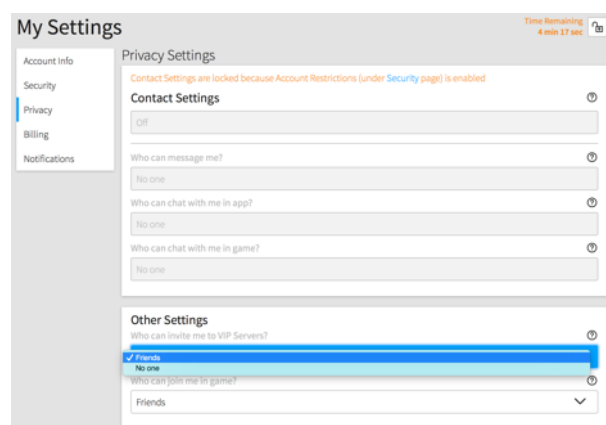 My Settings
Time Remaining
4 min 17 sec
Account Info
Security
Privacy
Billing
Notifications
Privacy Settings
Contact Settings are locked because Account Restrictions (under Security page) is enabled
Contact Settings
Off
Who can message me?
No one
Who can chat with me in app?
No one
Who can chat with me in game?
No one
Other Settings
Who can invite me to VIP Servers?
✓ Friends
No one
Who can join me in game?
Friends